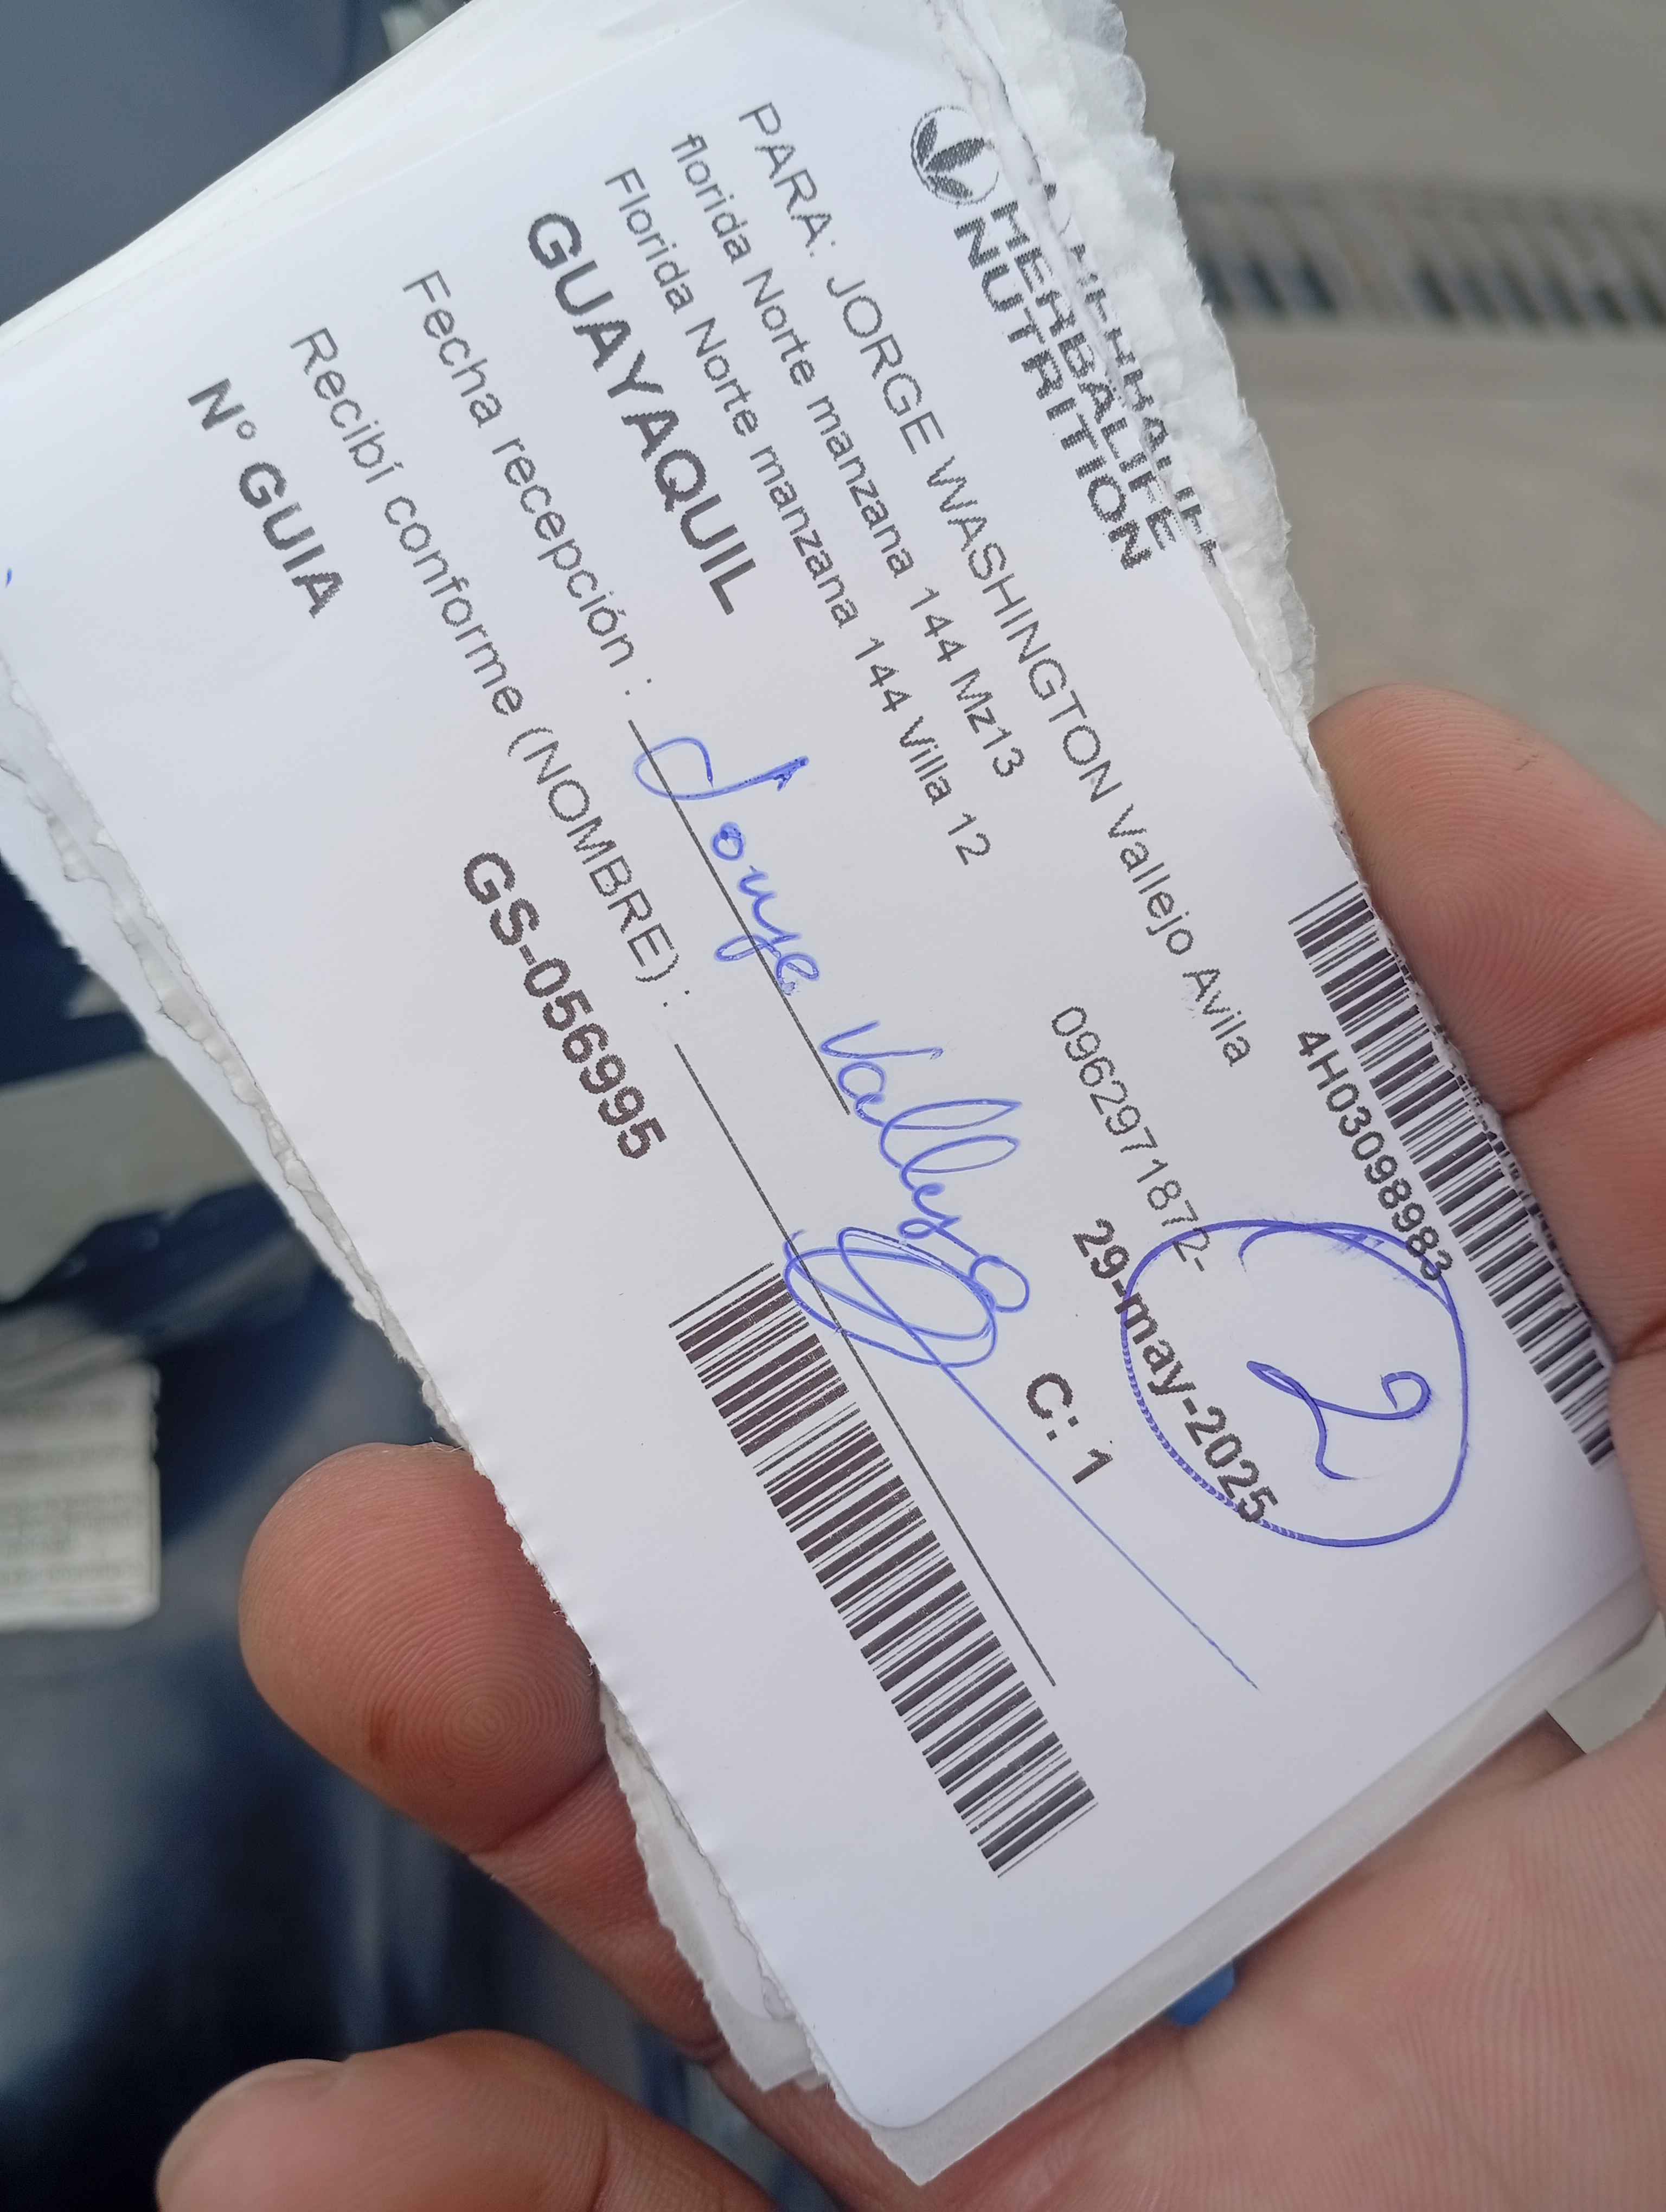 HERBALIFE
NUTRITION
4H03098983
PARA: JORGE WASHINGTON Vallejo Avila
florida Norte manzana 144 Mz13
0962971872-
2
Florida Norte manzana 144 Villa 12
29-may-2025
GUAYAQUIL
C: 1
Fecha recepción :
Jorge Vallejo
Recibí conforme (NOMBRE) :
N° GUIA
GS-056995